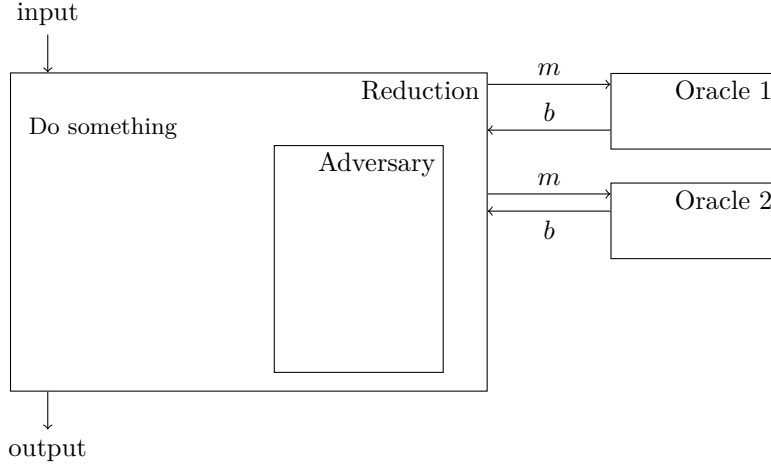 input
Reduction
m
Oracle 1
b
Do something
Adversary
m
Oracle 2
b
output